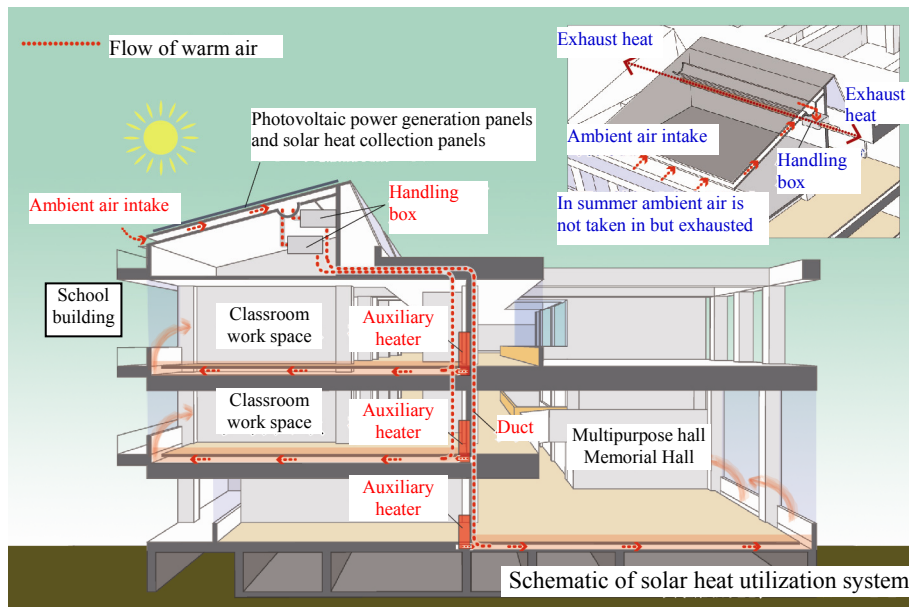 Flow of warm air
Photovoltaic power generation panels
and solar heat collection panels
Ambient air intake
Handling
box
School
building
Classroom
work space
Auxiliary
heater
Classroom
work space
Auxiliary
heater
Duct
Multipurpose hall
Memorial Hall
Auxiliary
heater
Exhaust heat
Exhaust
heat
Ambient air intake
Handling
box
In summer ambient air is
not taken in but exhausted
Schematic of solar heat utilization system